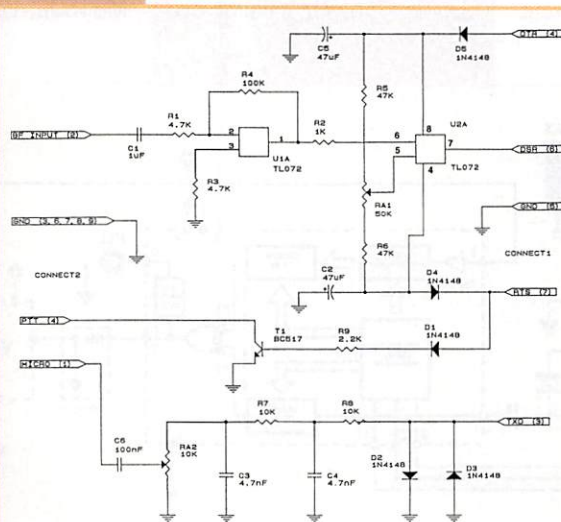 C5
47uF
D5
1N4148
DTR (4)
R4
100K
R5
47K
R1
4.7K
R2
1K
U2A
BF INPUT (2)
2
3
1
6
5
8
7
4
DSR (6)
C1
1uF
U1A
TL072
TL072
R3
4.7K
RA1
50K
GND (5)
GND (3,6,7,8,9)
R6
47K
CONNECT2
C2
47uF
D4
1N4148
CONNECT1
RTS (7)
PTT (4)
T1
BC517
R9
2.2K
D1
1N4148
MICRO (1)
R7
10K
R8
10K
TXD (3)
C6
100nF
RA2
10K
C3
4.7nF
C4
4.7nF
D2
1N4148
D3
1N4148